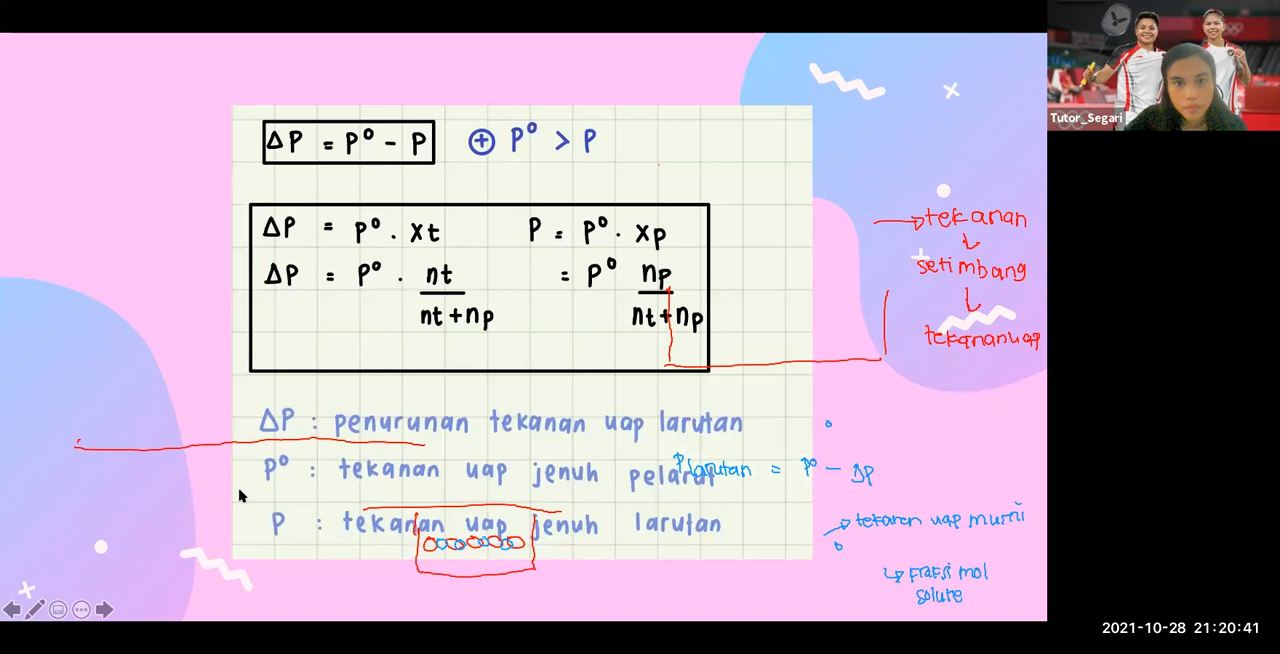 ΔP = P° - P
⊕ P° > P
ΔP = P° . Xt
P = P° . Xp
ΔP = P° . nt
nt + np
= P° np
nt + np
ΔP : penurunan tekanan uap larutan
P° : tekanan uap jenuh pelarut
P : tekanan uap jenuh larutan
P larutan = P° - ΔP
→ tekanan
↓
setimbang
↓
tekanan uap
→ tekanan uap murni
↳ Fraksi mol
solute
Tutor_Segari
2021-10-28 21:20:41